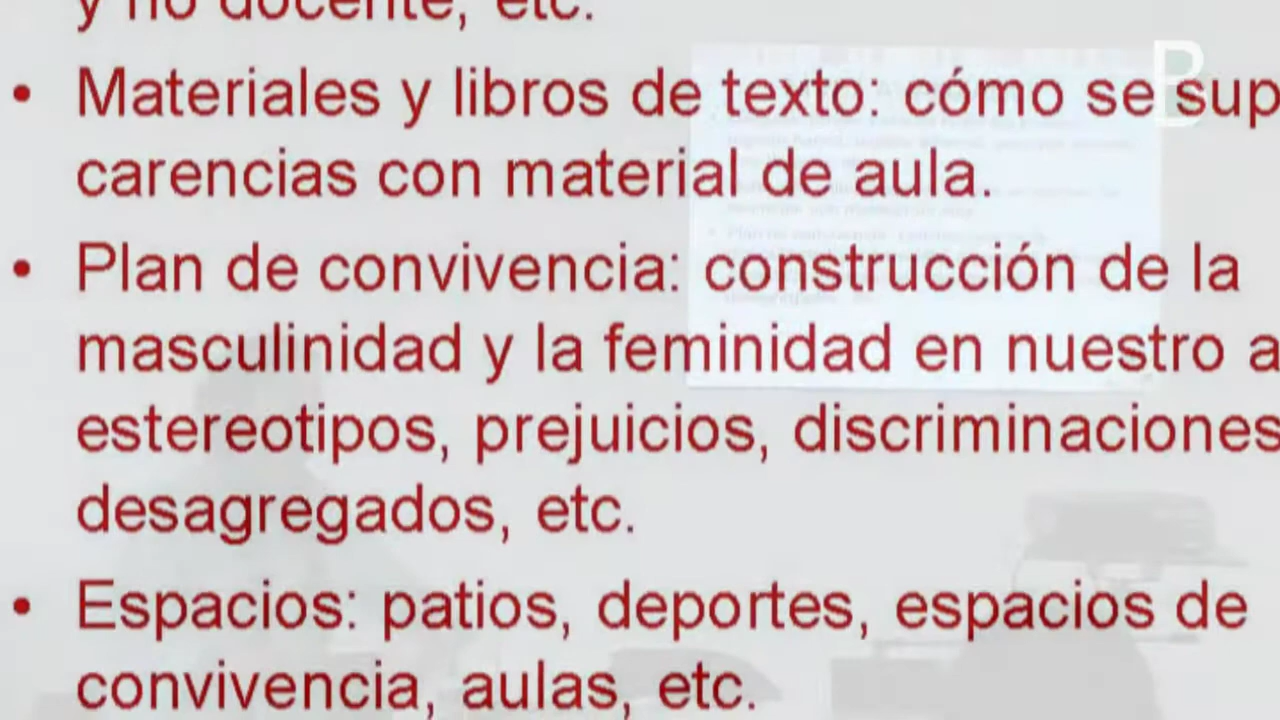 y no docente, etc.
• Materiales y libros de texto: cómo se sup
carencias con material de aula.
• Plan de convivencia: construcción de la
masculinidad y la feminidad en nuestro a
estereotipos, prejuicios, discriminaciones
desagregados, etc.
• Espacios: patios, deportes, espacios de
convivencia, aulas, etc.
B